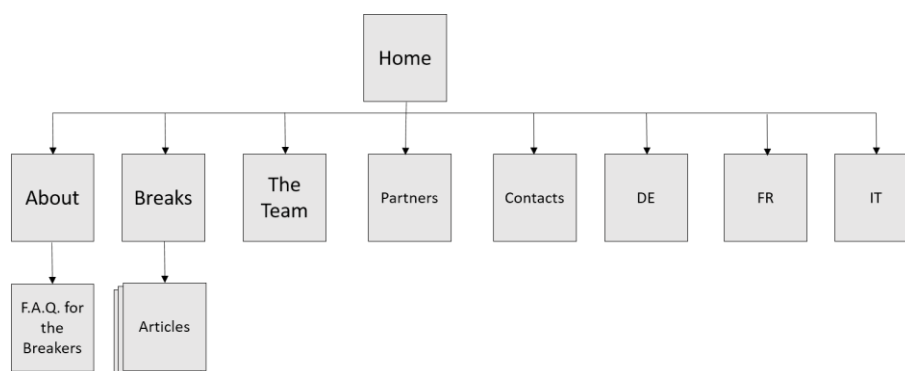 Home
About
Breaks
The
Team
Partners
Contacts
DE
FR
IT
F.A.Q. for
the
Breakers
Articles